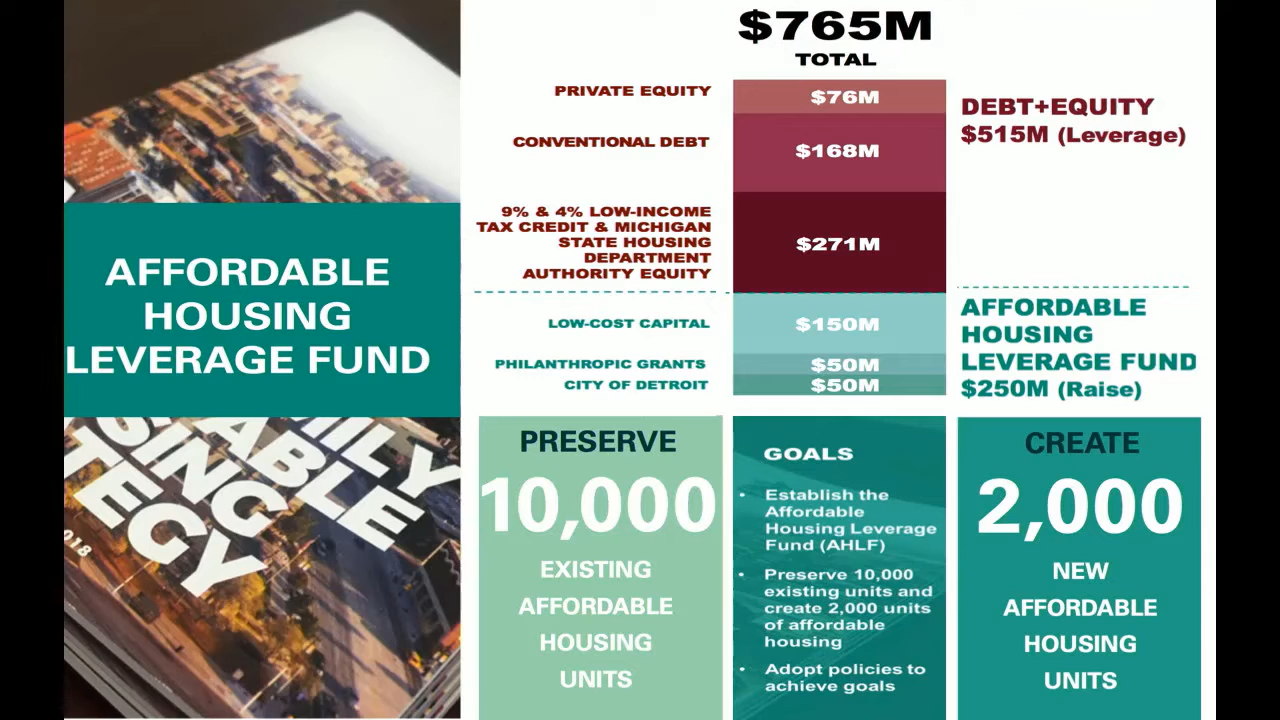 AFFORDABLE
HOUSING
LEVERAGE FUND
ABLE
SING
TEGY
$765M
TOTAL
PRIVATE EQUITY
$76M
CONVENTIONAL DEBT
$168M
9% & 4% LOW-INCOME
TAX CREDIT & MICHIGAN
STATE HOUSING
DEPARTMENT
AUTHORITY EQUITY
$271M
LOW-COST CAPITAL
$150M
PHILANTHROPIC GRANTS
$50M
CITY OF DETROIT
$50M
DEBT+EQUITY
$515M (Leverage)
AFFORDABLE
HOUSING
LEVERAGE FUND
$250M (Raise)
PRESERVE
10,000
EXISTING
AFFORDABLE
HOUSING
UNITS
GOALS
• Establish the
Affordable
Housing Leverage
Fund (AHLF)
• Preserve 10,000
existing units and
create 2,000 units
of affordable
housing
• Adopt policies to
achieve goals
CREATE
2,000
NEW
AFFORDABLE
HOUSING
UNITS